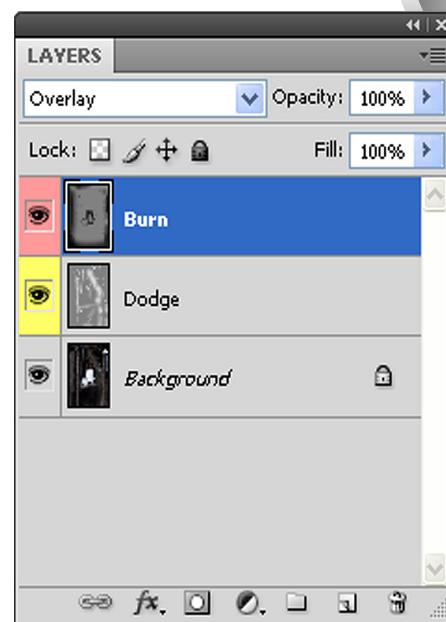 LAYERS
Overlay Opacity: 100%
Lock: Fill: 100%
Burn
Dodge
Background
fx.